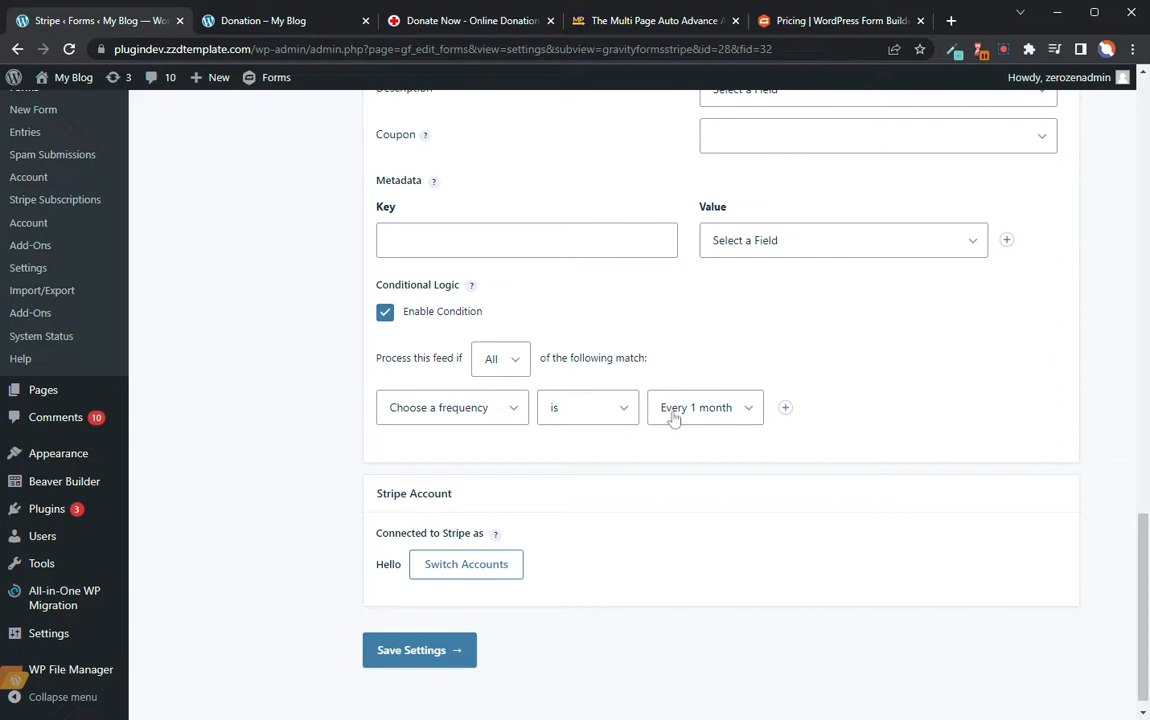 Stripe ‹ Forms ‹ My Blog — Wo
Donation – My Blog
Donate Now - Online Donation
The Multi Page Auto Advance
Pricing | WordPress Form Build
plugindev.zzdtemplate.com/wp-admin/admin.php?page=gf_edit_forms&view=settings&subview=gravityformsstripe&id=28&fid=32
My Blog 3 10 New Forms Howdy, zerozenadmin
Forms
New Form
Entries
Spam Submissions
Account
Stripe Subscriptions
Account
Add-Ons
Settings
Import/Export
Add-Ons
System Status
Help
Pages
Comments 10
Appearance
Beaver Builder
Plugins 3
Users
Tools
All-in-One WP
Migration
Settings
WP File Manager
Collapse menu
Description ? Select a Field
Coupon ?
Metadata ?
Key Value
Select a Field
Conditional Logic ?
Enable Condition
Process this feed if All of the following match:
Choose a frequency is Every 1 month
Stripe Account
Connected to Stripe as ?
Hello Switch Accounts
Save Settings →